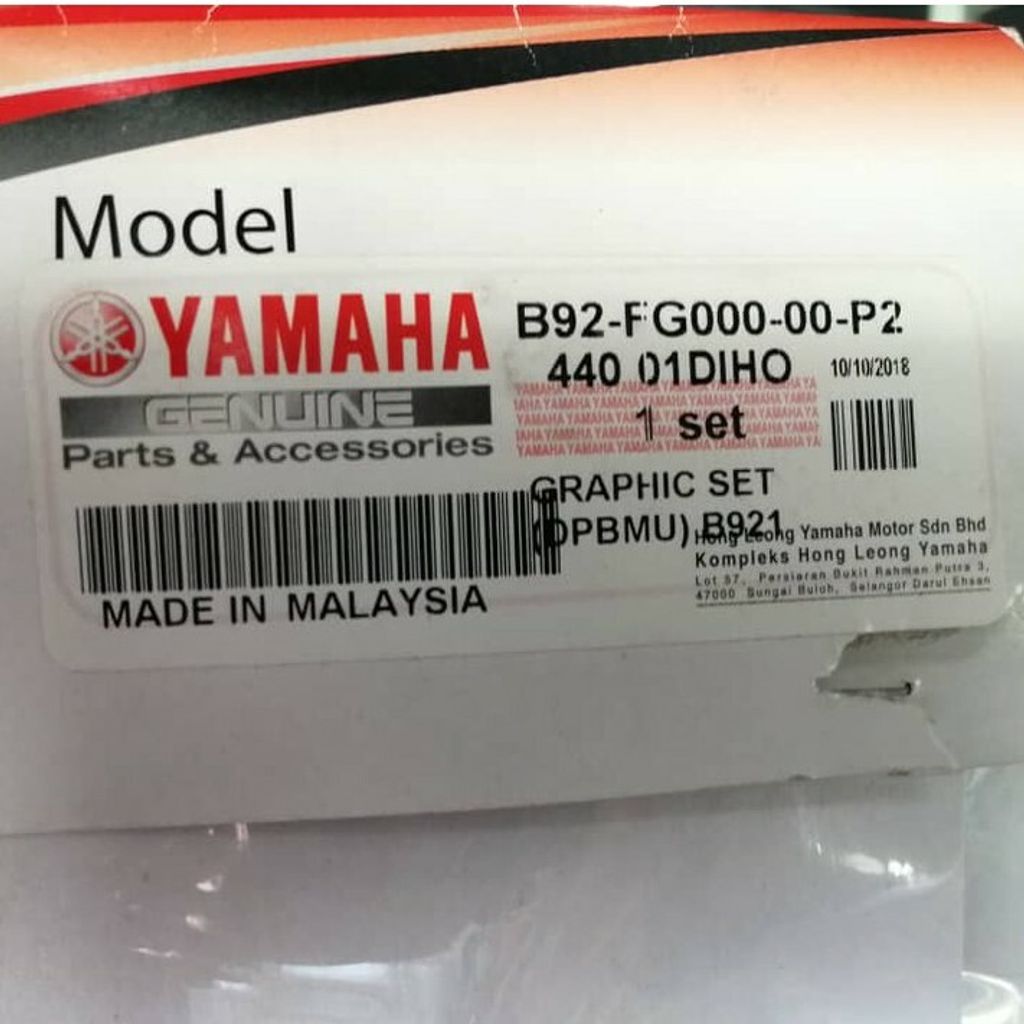 Model
YAMAHA
GENUINE
Parts & Accessories
MADE IN MALAYSIA
B92-FG000-00-P2
440 01DIHO
10/10/2018
1 set
GRAPHIC SET
(DPBMU) B921
Hong Leong Yamaha Motor Sdn Bhd
Kompleks Hong Leong Yamaha
Lot 57, Persiaran Bukit Rahman Putra 3,
47000 Sungai Buloh, Selangor Darul Ehsan